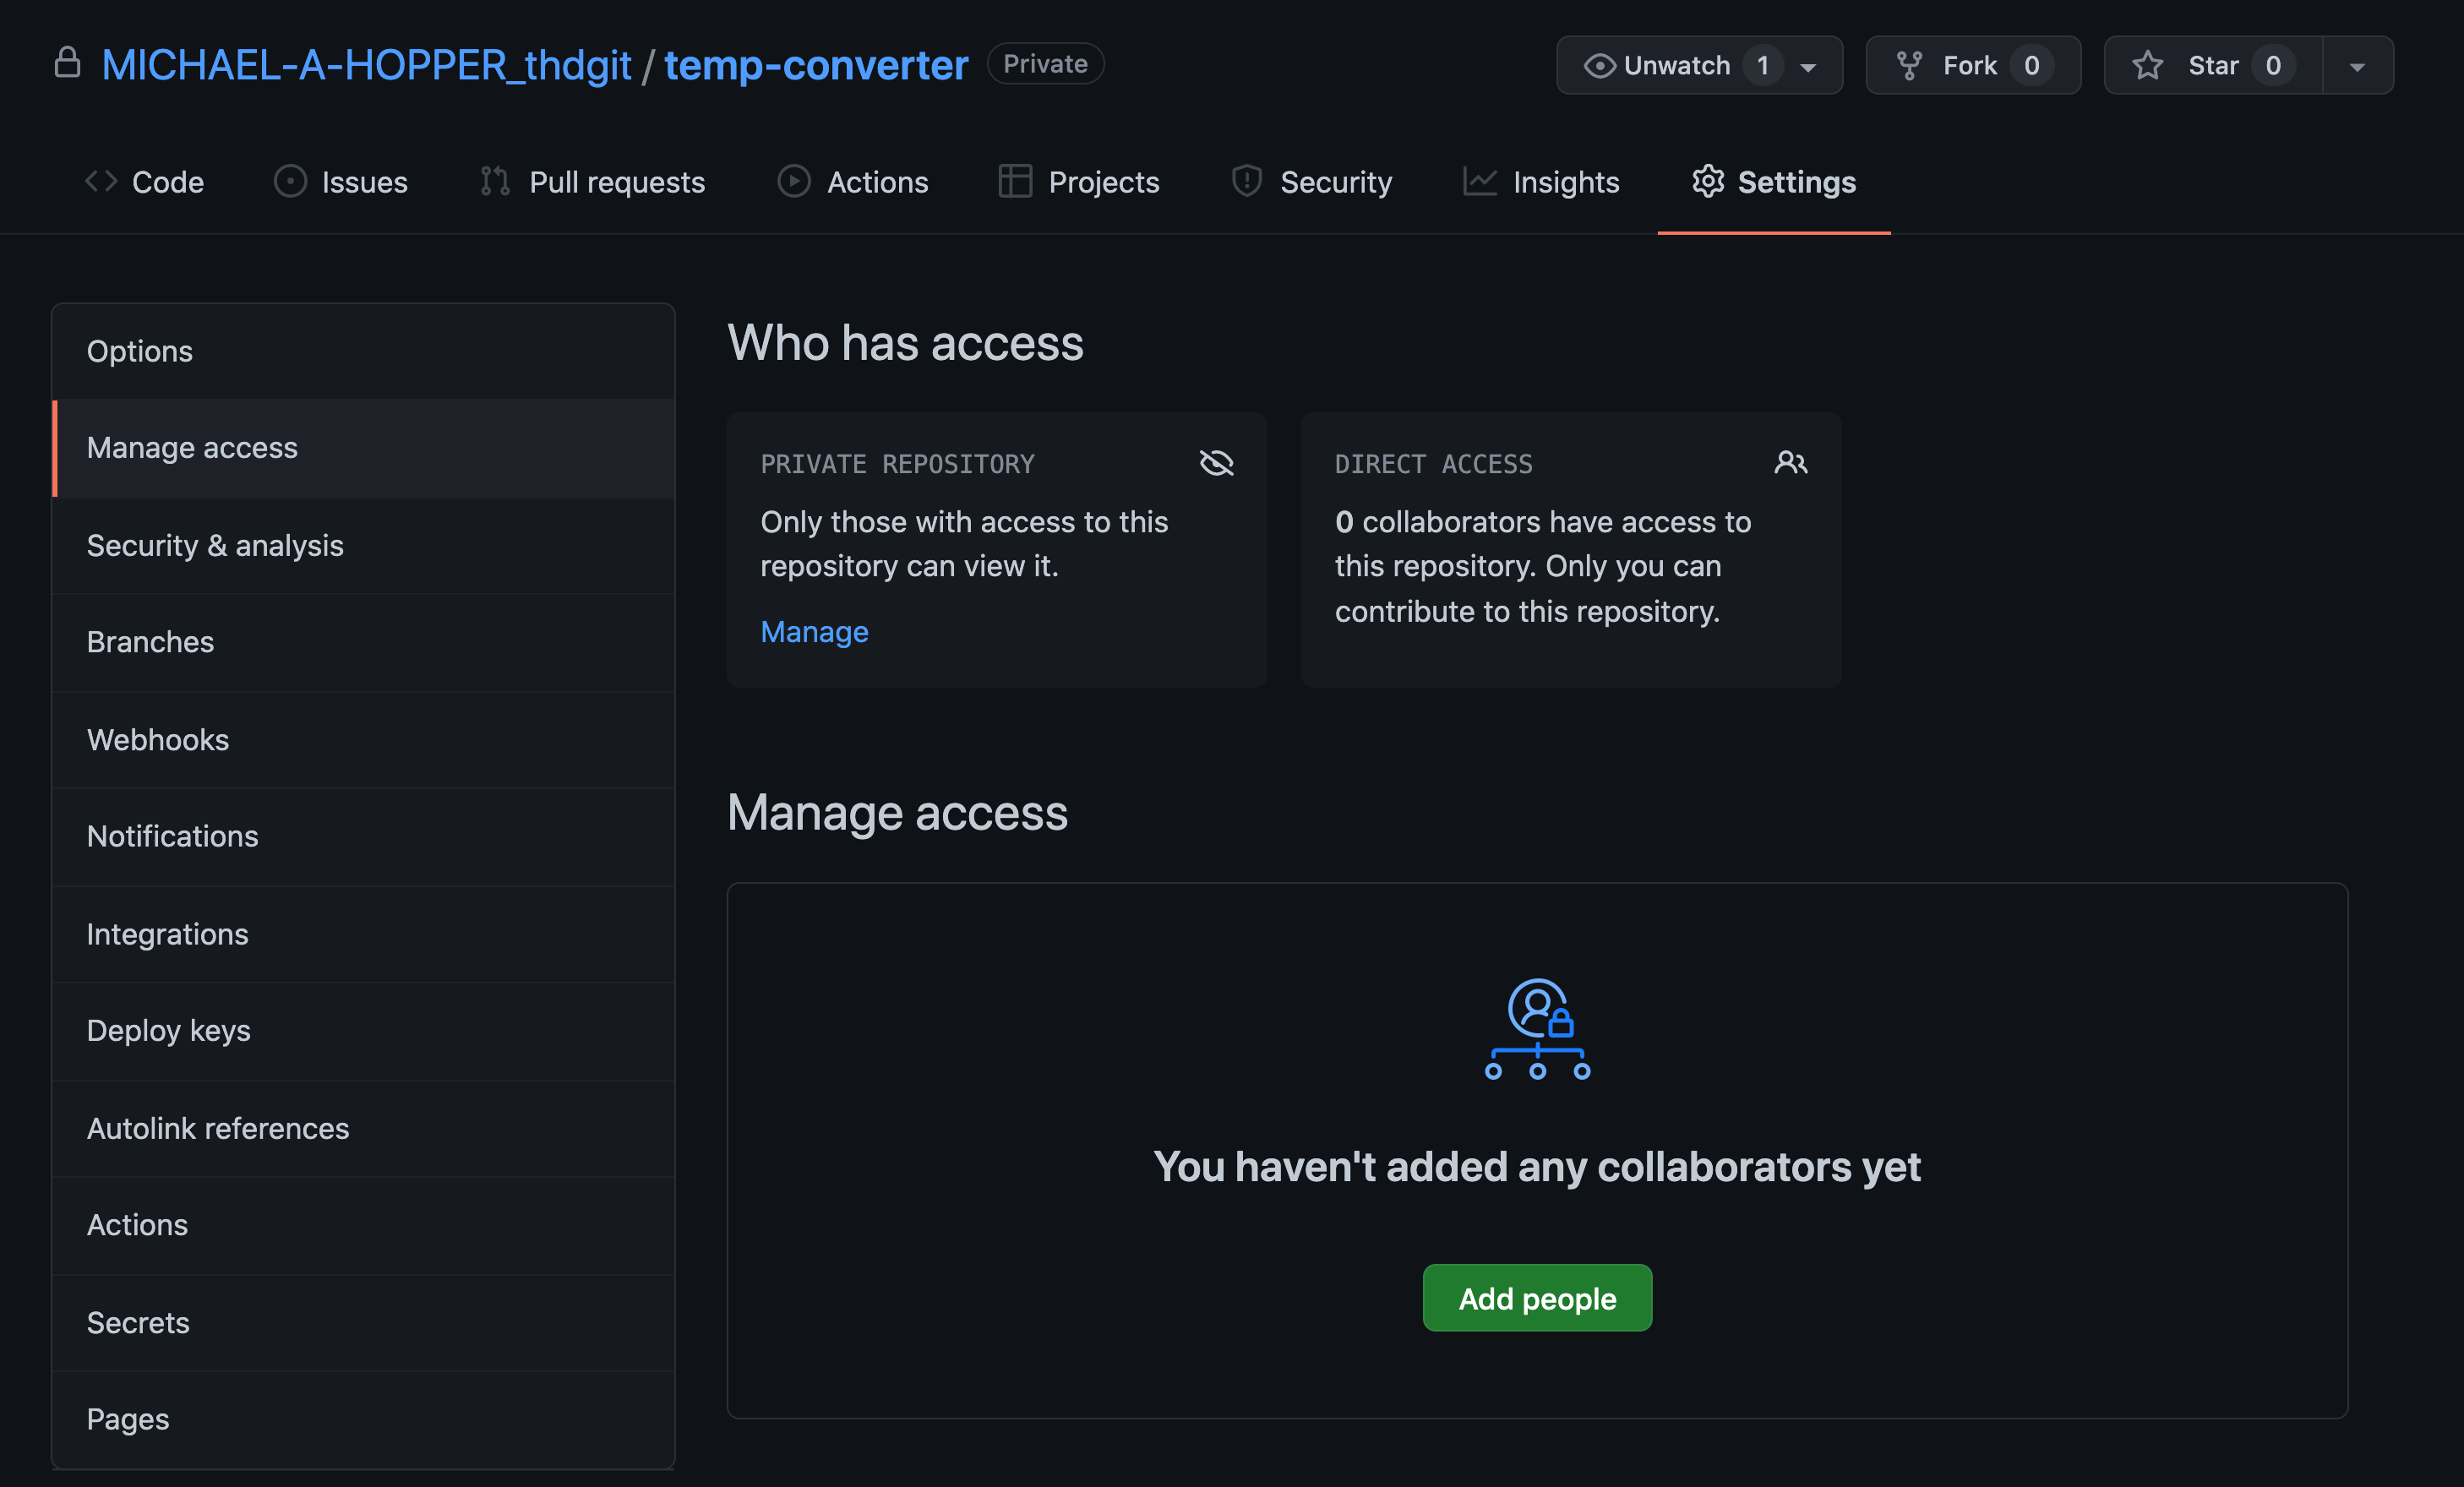 MICHAEL-A-HOPPER_thdgit / temp-converter Private Unwatch 1 Fork 0 Star 0
Code Issues Pull requests Actions Projects Security Insights Settings
Options
Manage access
Security & analysis
Branches
Webhooks
Notifications
Integrations
Deploy keys
Autolink references
Actions
Secrets
Pages
Who has access
PRIVATE REPOSITORY
Only those with access to this
repository can view it.
Manage
DIRECT ACCESS
0 collaborators have access to
this repository. Only you can
contribute to this repository.
Manage access
You haven't added any collaborators yet
Add people